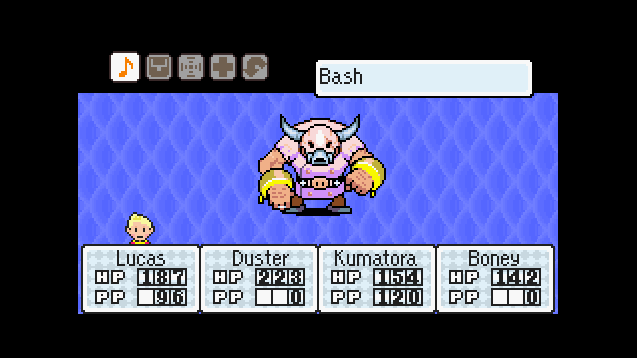 Bash
Lucas Duster Kumatora Boney
HP 187 HP 223 HP 154 HP 142
PP 96 PP 0 PP 120 PP 0